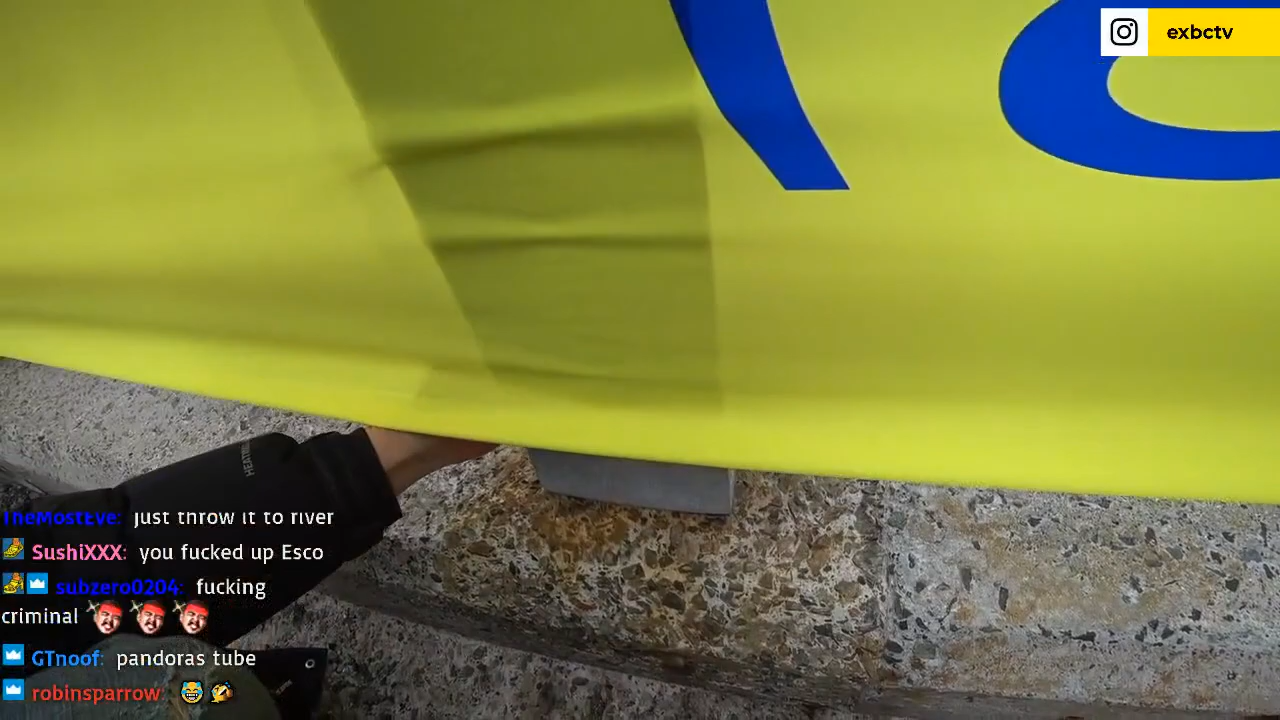 exbctv
TheMostEve: just throw it to river
SushiXXX: you fucked up Esco
subzero0204: fucking
criminal
GTnoof: pandoras tube
robinsparrow: